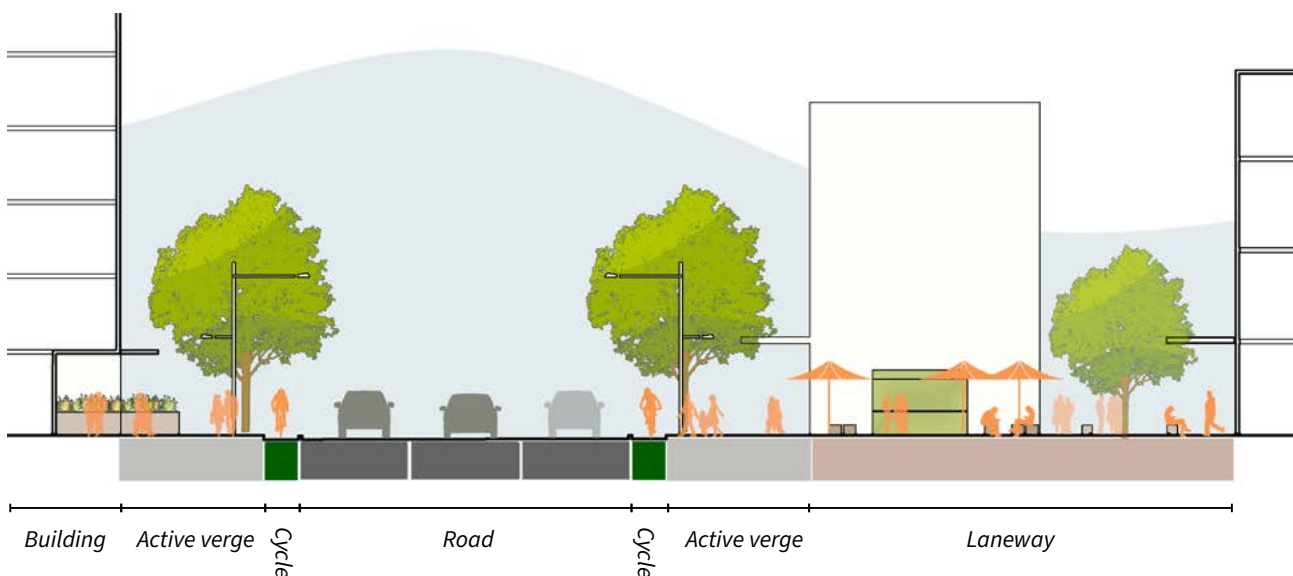 Building
Active verge
Cycle
Road
Cycle
Active verge
Laneway